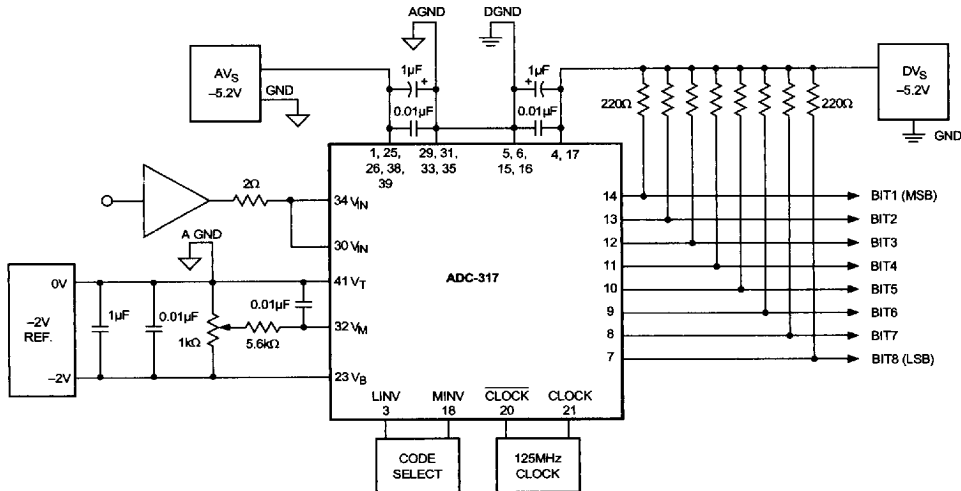 AGND
DGND
AVS
–5.2V
GND
1µF
+
0.01µF
1µF
+
0.01µF
220Ω
220Ω
DVS
–5.2V
GND
1, 25,
26, 38,
39
29, 31,
33, 35
5, 6,
15, 16
4, 17
2Ω
34 VIN
30 VIN
A GND
41 VT
ADC-317
0V
–2V
REF.
–2V
1µF
0.01µF
1kΩ
5.6kΩ
0.01µF
32 VM
23 VB
14
BIT1 (MSB)
13
BIT2
12
BIT3
11
BIT4
10
BIT5
9
BIT6
8
BIT7
7
BIT8 (LSB)
LINV
3
MINV
18
CLOCK
20
CLOCK
21
CODE
SELECT
125MHz
CLOCK